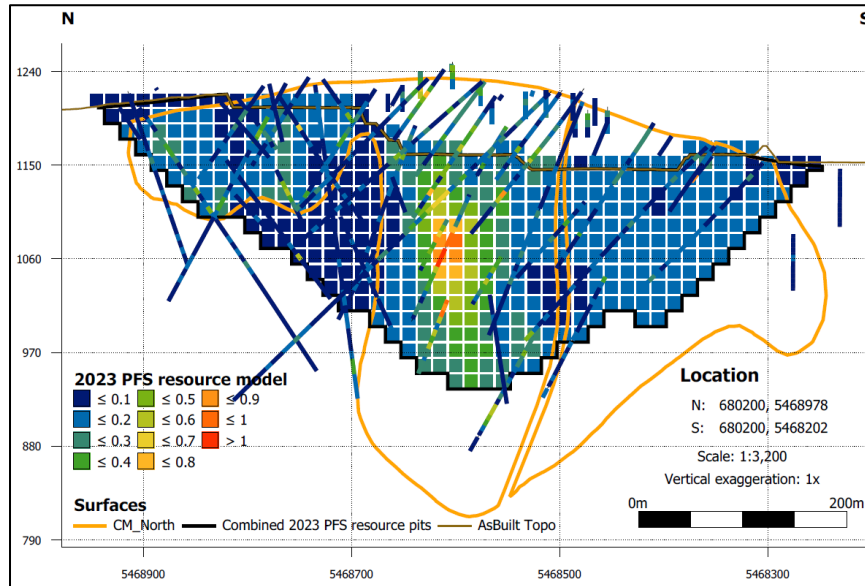 N S
1240
1150
1060
970
880
790
2023 PFS resource model
≤ 0.1 ≤ 0.5 ≤ 0.9
≤ 0.2 ≤ 0.6 ≤ 1
≤ 0.3 ≤ 0.7 > 1
≤ 0.4 ≤ 0.8
Surfaces
CM_North Combined 2023 PFS resource pits AsBuilt Topo
Location
N: 680200, 5468978
S: 680200, 5468202
Scale: 1:3,200
Vertical exaggeration: 1x
0m 200m
5468900 5468700 5468500 5468300